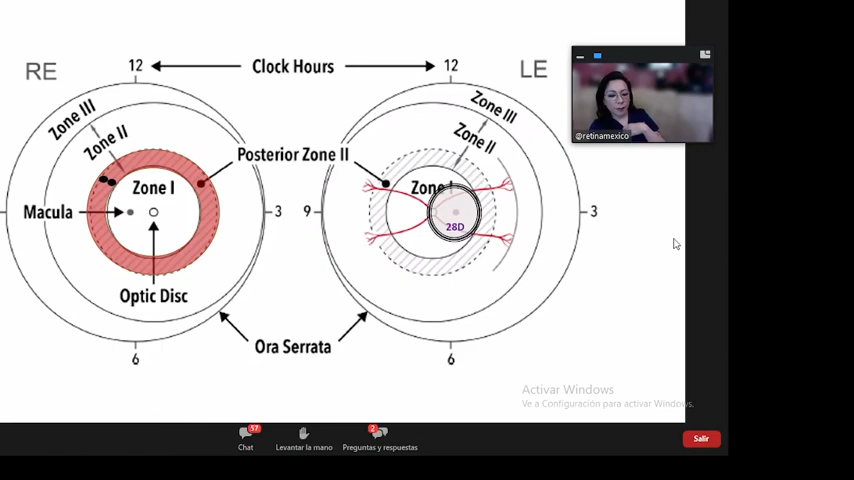 RE
12
Clock Hours
12
LE
Zone III
Zone II
Zone I
Posterior Zone II
Zone III
Zone II
Zone I
@retinamexico
Macula
3
9
28D
3
Optic Disc
Ora Serrata
6
6
Activar Windows
Ve a Configuración para activar Windows.
57
2
Chat
Levantar la mano
Preguntas y respuestas
Salir